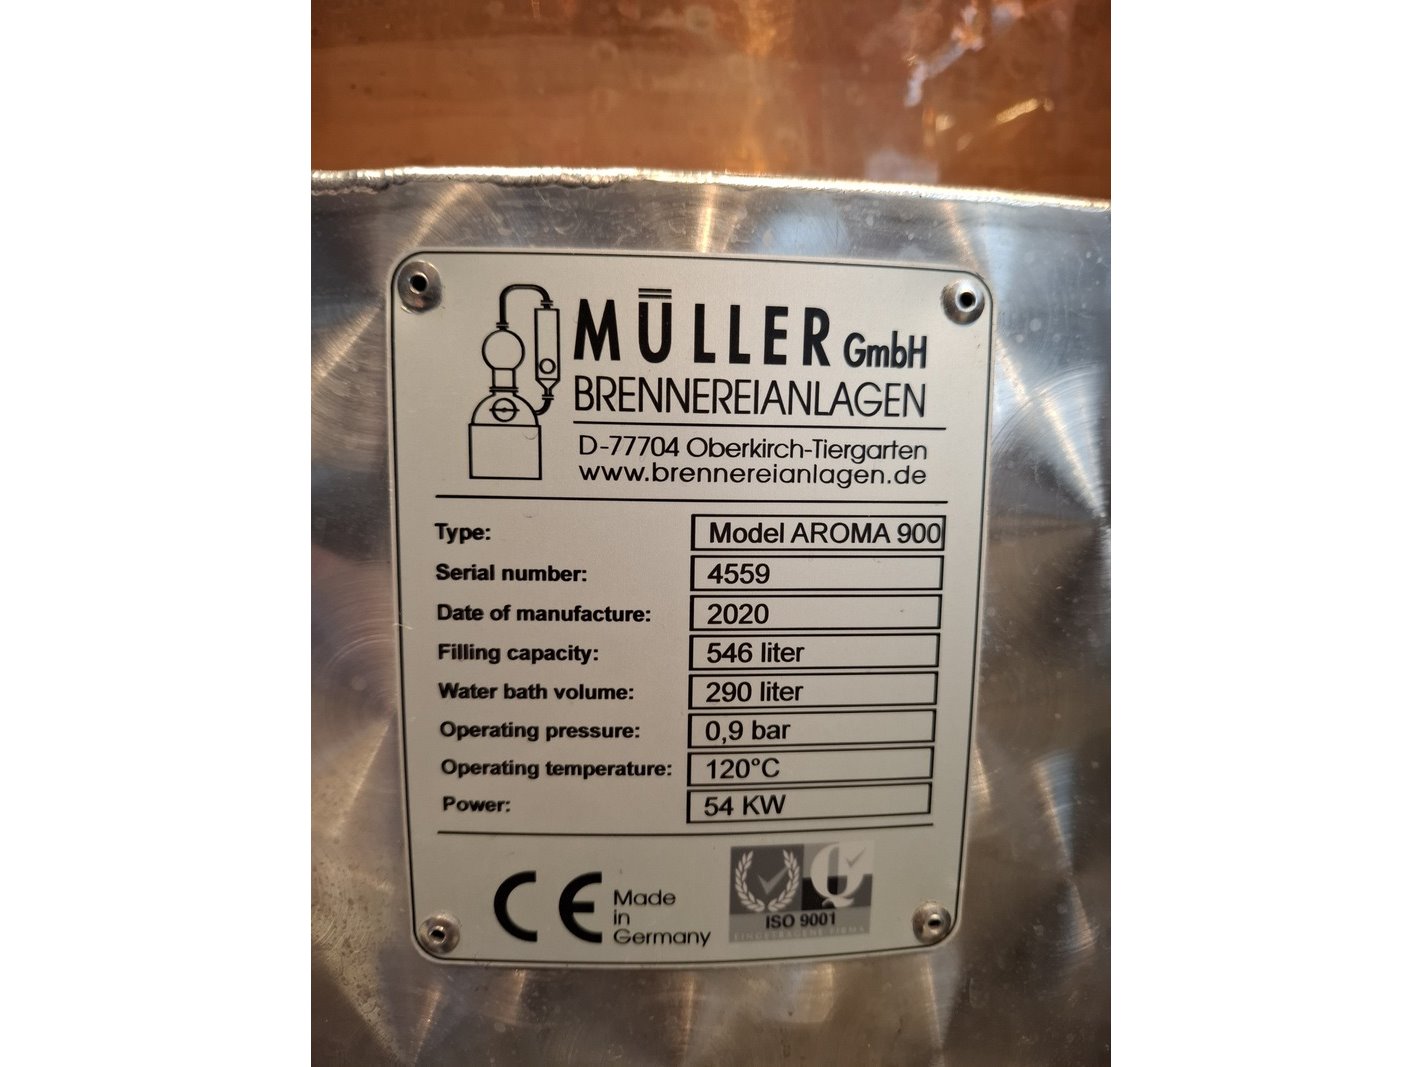 MÜLLER GmbH
BRENNEREIANLAGEN
D-77704 Oberkirch-Tiergarten
www.brennereianlagen.de
Type: Model AROMA 900
Serial number: 4559
Date of manufacture: 2020
Filling capacity: 546 liter
Water bath volume: 290 liter
Operating pressure: 0,9 bar
Operating temperature: 120°C
Power: 54 KW
CE
Made
in
Germany
Q
ISO 9001
EINGETRAGENE FIRMA